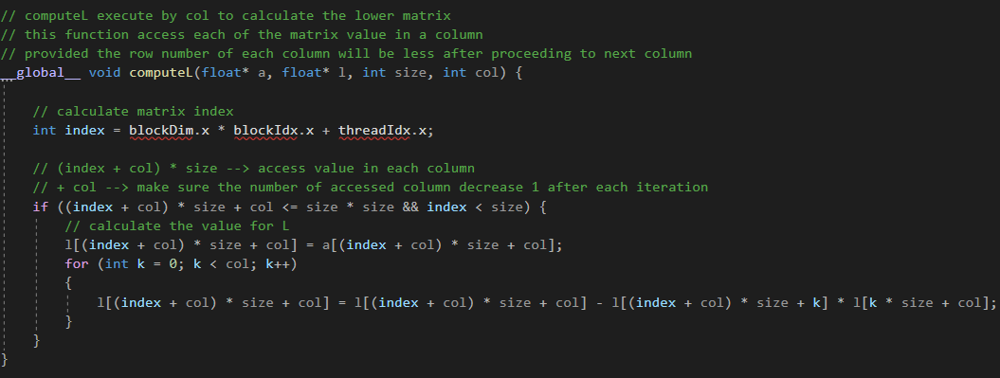 // computeL execute by col to calculate the lower matrix
// this function access each of the matrix value in a column
// provided the row number of each column will be less after proceeding to next column
__global__ void computeL(float* a, float* l, int size, int col) {
// calculate matrix index
int index = blockDim.x * blockIdx.x + threadIdx.x;
// (index + col) * size --> access value in each column
// + col --> make sure the number of accessed column decrease 1 after each iteration
if ((index + col) * size + col <= size * size && index < size) {
// calculate the value for L
l[(index + col) * size + col] = a[(index + col) * size + col];
for (int k = 0; k < col; k++)
{
l[(index + col) * size + col] = l[(index + col) * size + col] - l[(index + col) * size + k] * l[k * size + col];
}
}
}